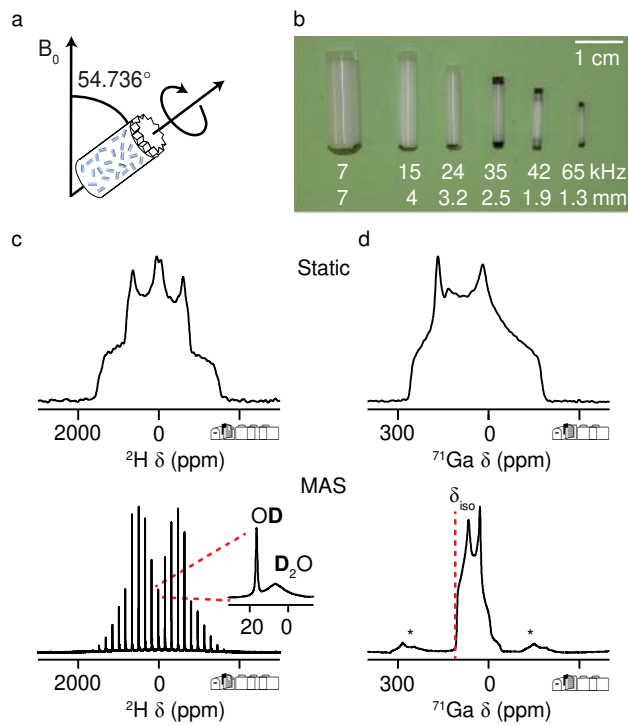 a
B0
54.736°
b
1 cm
7 15 24 35 42 65 kHz
7 4 3.2 2.5 1.9 1.3 mm
c
d
Static
2000 0
²H δ (ppm)
300 0
⁷¹Ga δ (ppm)
MAS
OD
D₂O
20 0
δiso
* *
2000 0
²H δ (ppm)
300 0
⁷¹Ga δ (ppm)